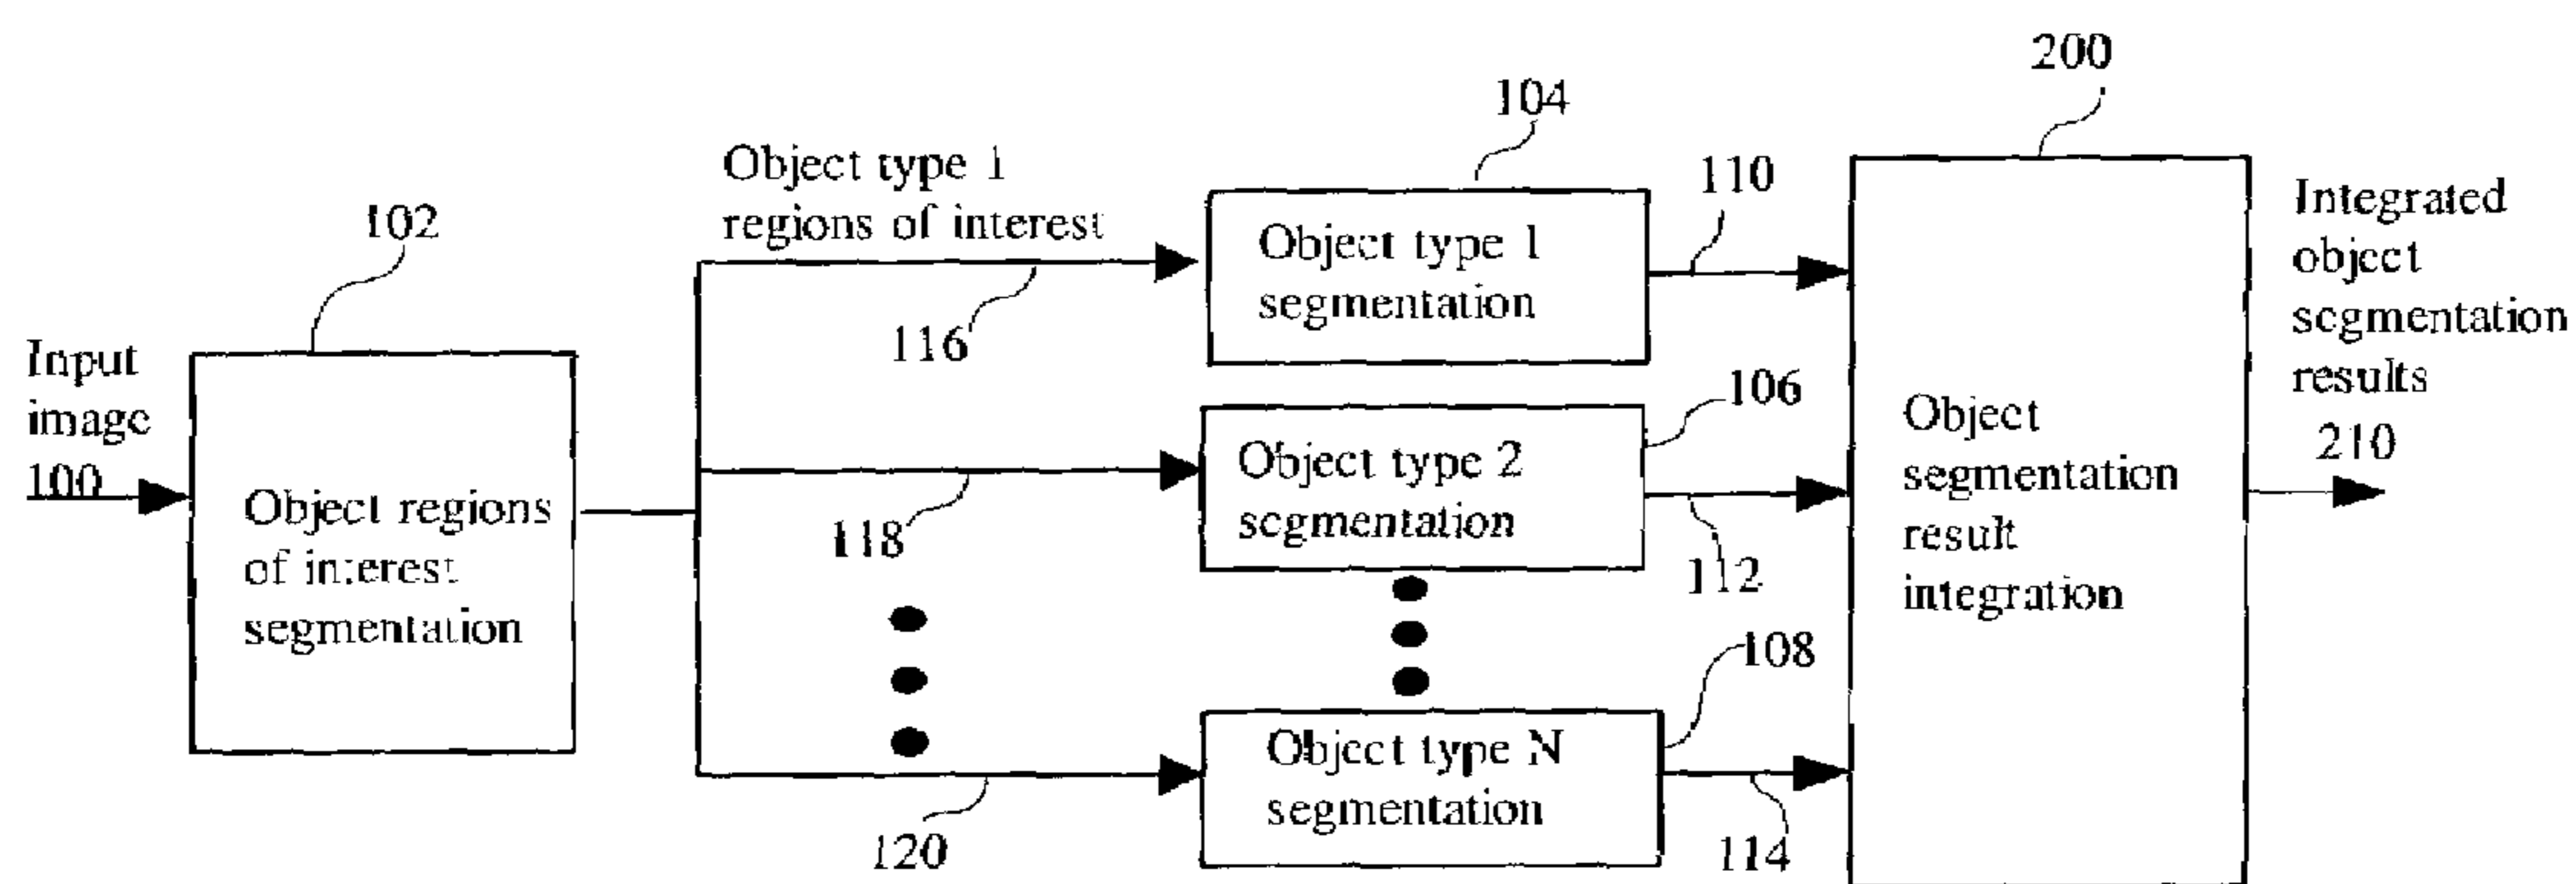 200
104
Object type 1
regions of interest
110
102
Integrated
object
segmentation
results
210
Object type 1
segmentation
116
Input
image
100
106
Object
segmentation
result
integration
Object type 2
segmentation
Object regions
of interest
segmentation
118
112
108
Object type N
segmentation
120
114